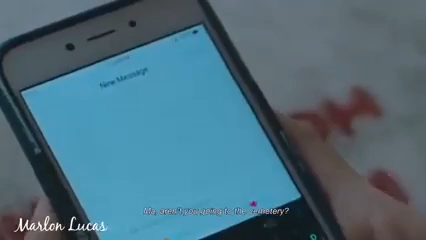 New Message
Ma, aren't you going to the cemetery?
Marlon Lucas